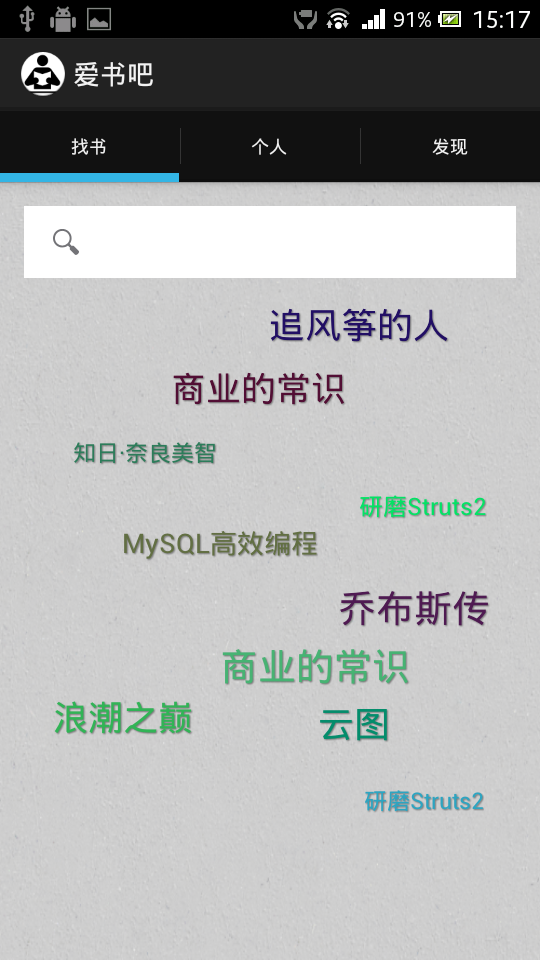 91% 15:17
爱书吧
找书 个人 发现
追风筝的人
商业的常识
知日·奈良美智
研磨Struts2
MySQL高效编程
乔布斯传
商业的常识
浪潮之巅
云图
研磨Struts2